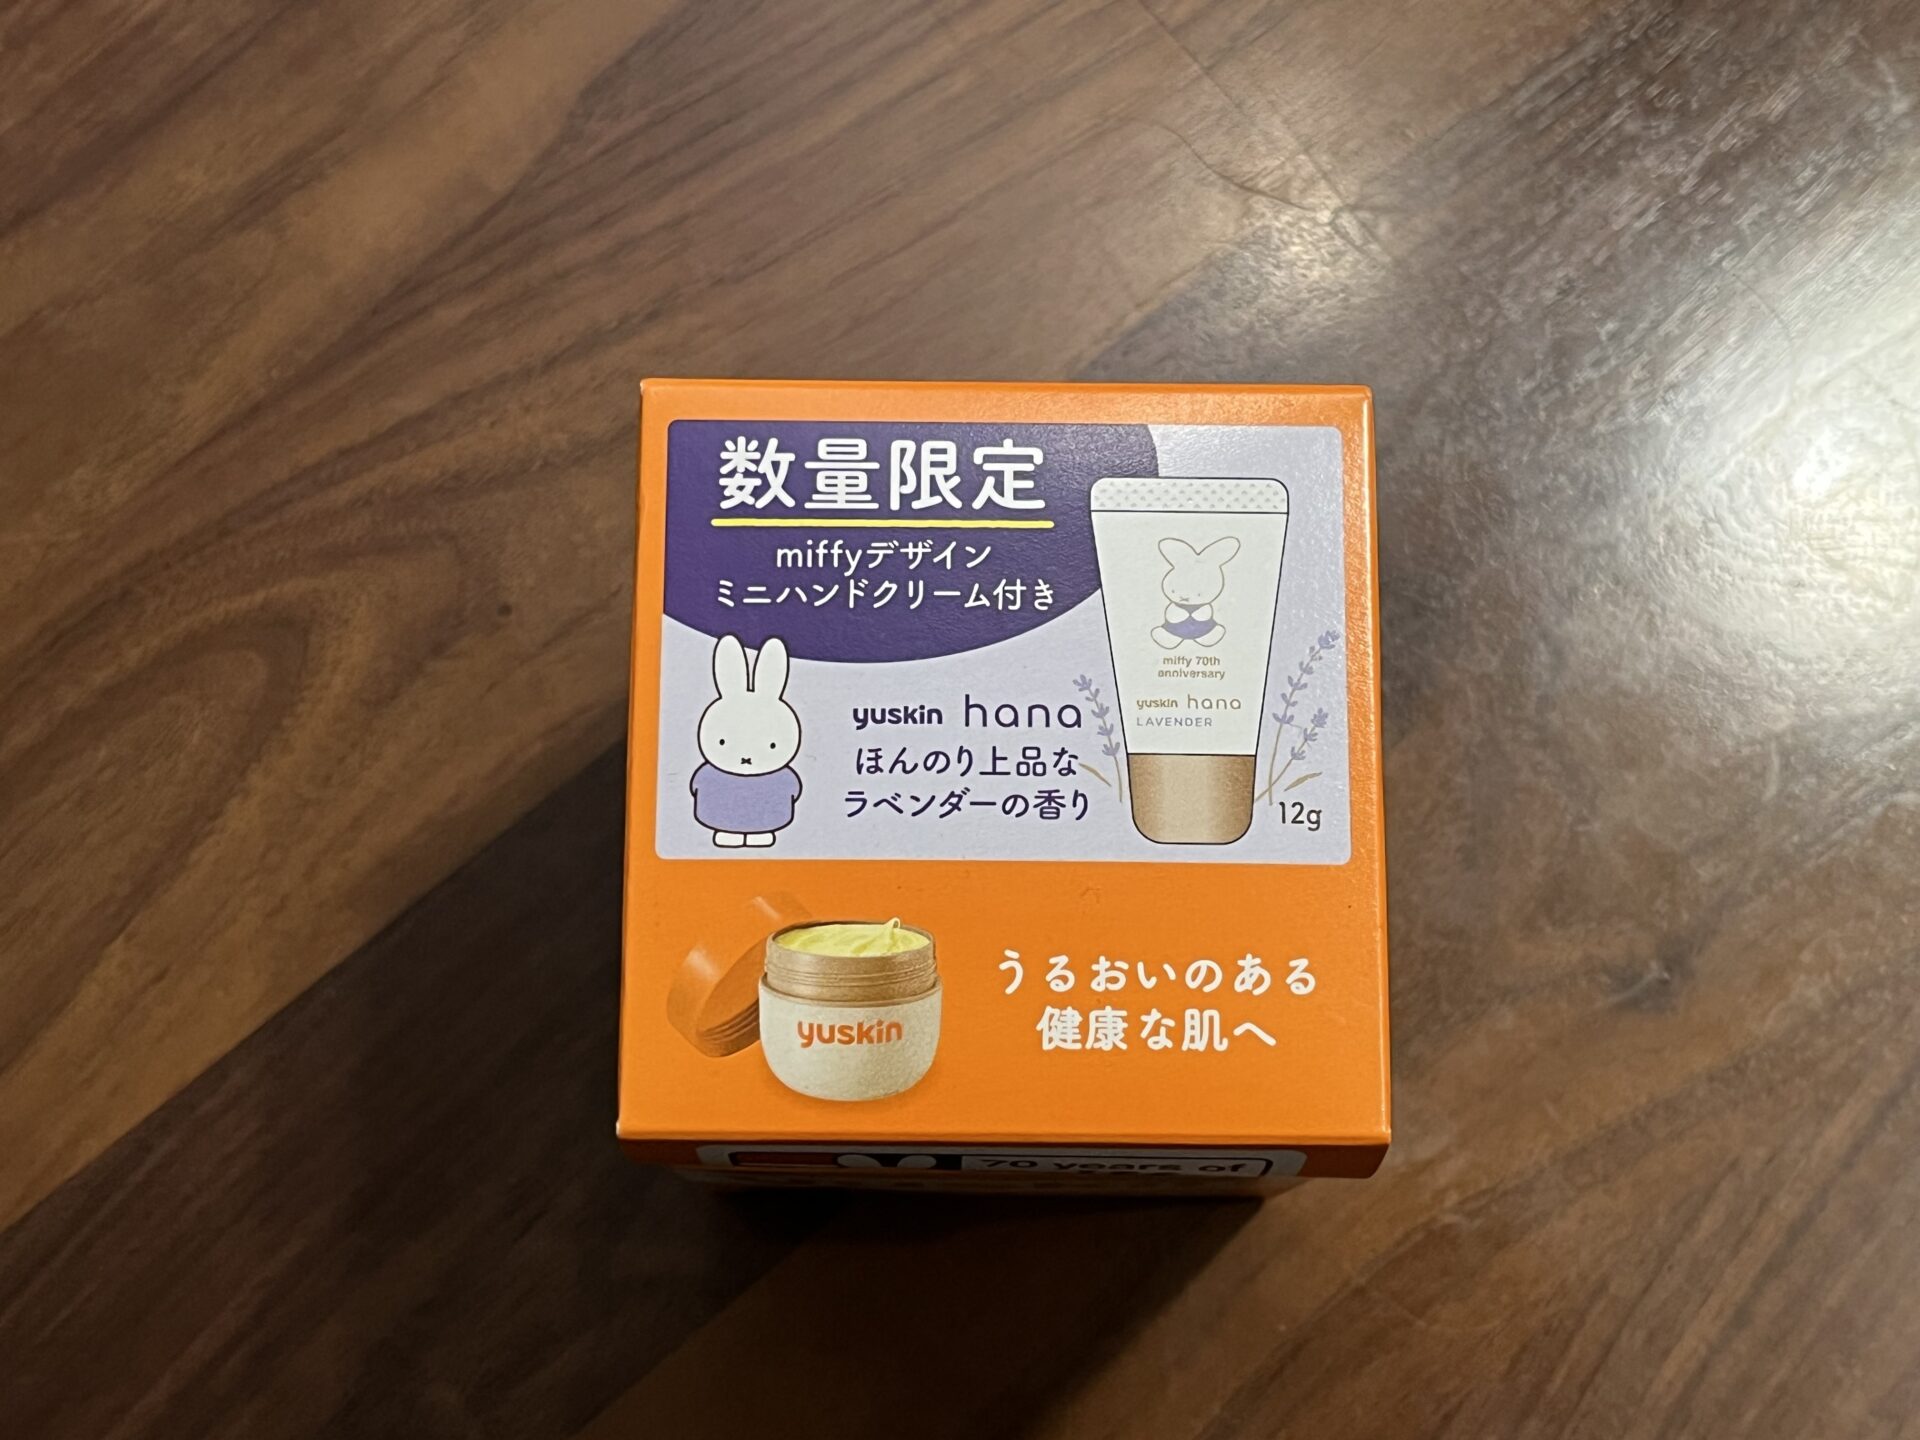 数量限定
miffyデザイン
ミニハンドクリーム付き
yuskin hana
ほんのり上品な
ラベンダーの香り
miffy 70th
anniversary
yuskin hana
LAVENDER
12g
yuskin
うるおいのある
健康な肌へ
70 years of